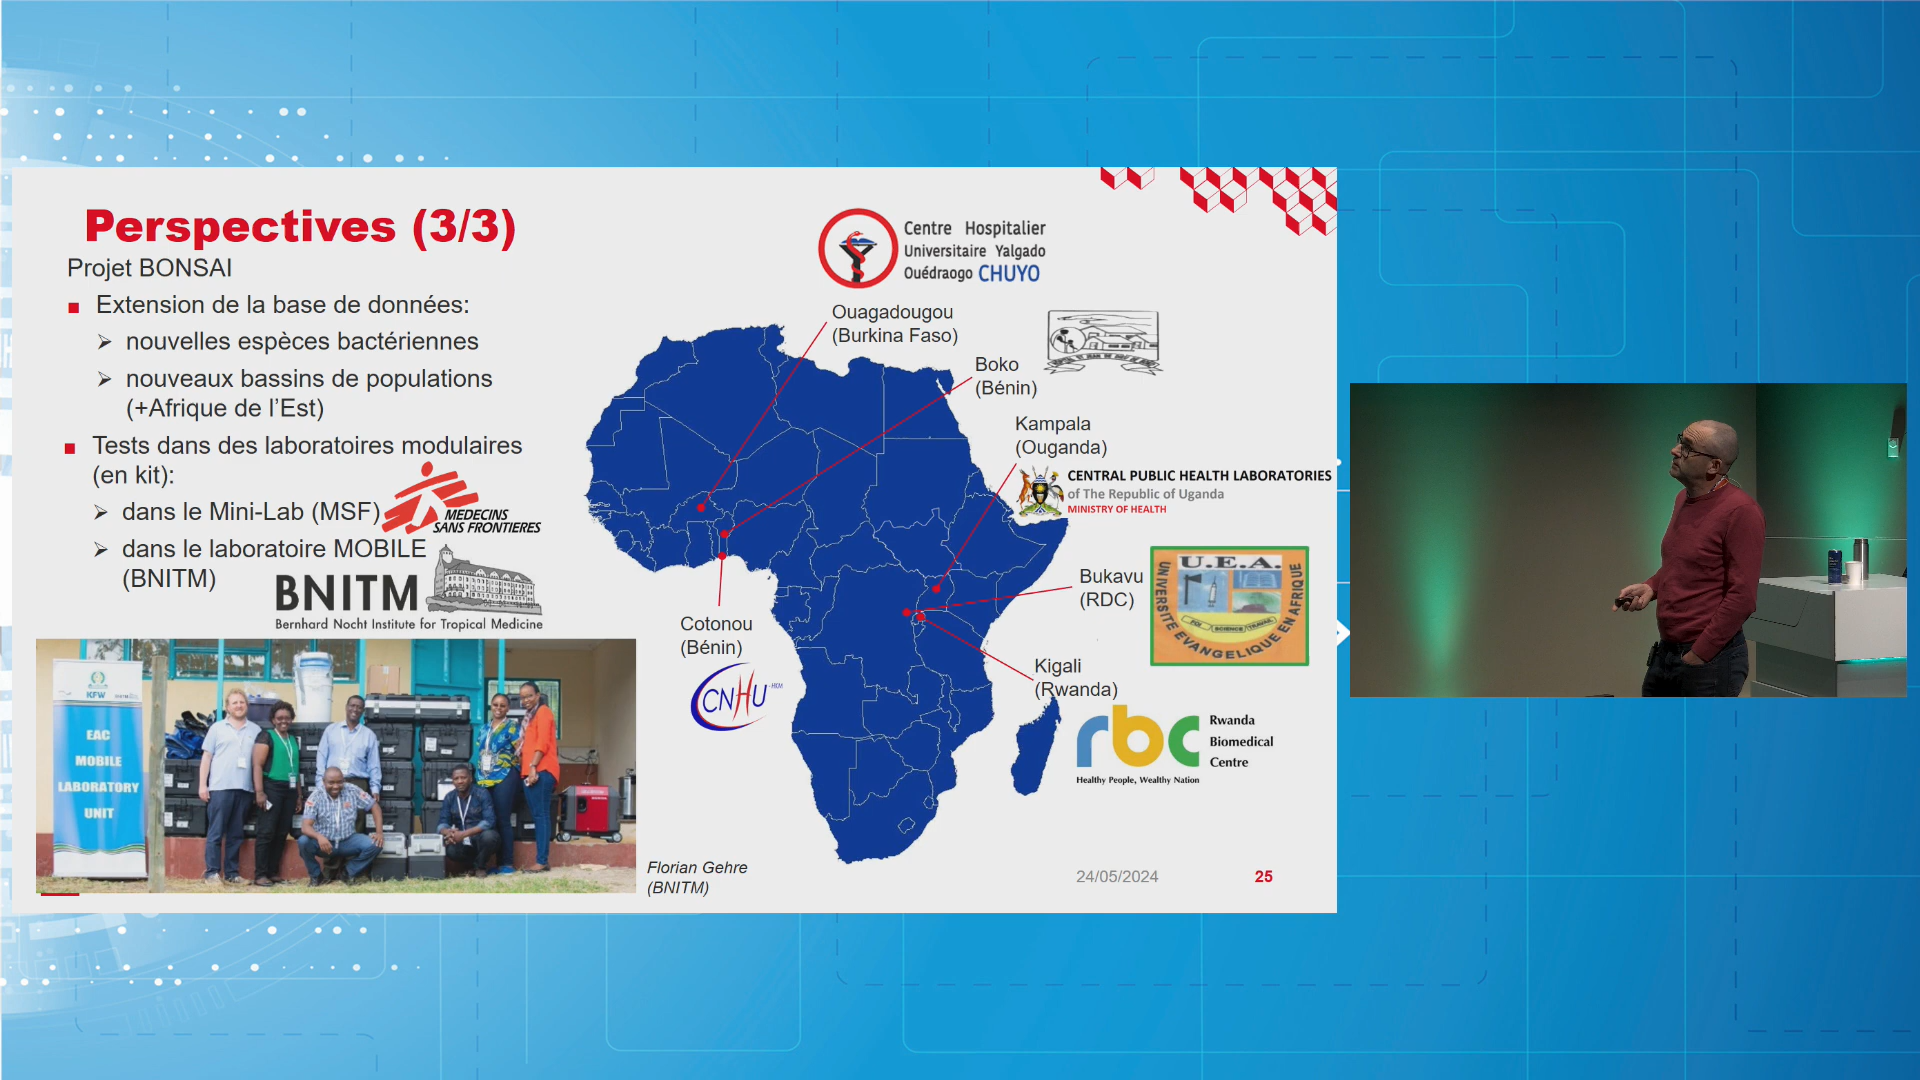 Perspectives (3/3)
Projet BONSAI
Extension de la base de données:
nouvelles espèces bactériennes
nouveaux bassins de populations
(+Afrique de l'Est)
Tests dans des laboratoires modulaires
(en kit):
dans le Mini-Lab (MSF)
MEDECINS
SANS FRONTIERES
dans le laboratoire MOBILE
(BNITM)
BNITM
Bernhard Nocht Institute for Tropical Medicine
KFW
EAC
MOBILE
LABORATORY
UNIT
Florian Gehre
(BNITM)
Centre Hospitalier
Universitaire Yalgado
Ouédraogo CHUYO
Ouagadougou
(Burkina Faso)
Boko
(Bénin)
Kampala
(Ouganda)
CENTRAL PUBLIC HEALTH LABORATORIES
of The Republic of Uganda
MINISTRY OF HEALTH
Bukavu
(RDC)
U.E.A.
UNIVERSITE EVANGELIQUE EN AFRIQUE
FOI SCIENCE TRAVAIL
Cotonou
(Bénin)
CNHU
Kigali
(Rwanda)
rbc
Rwanda
Biomedical
Centre
Healthy People, Wealthy Nation
24/05/2024
25